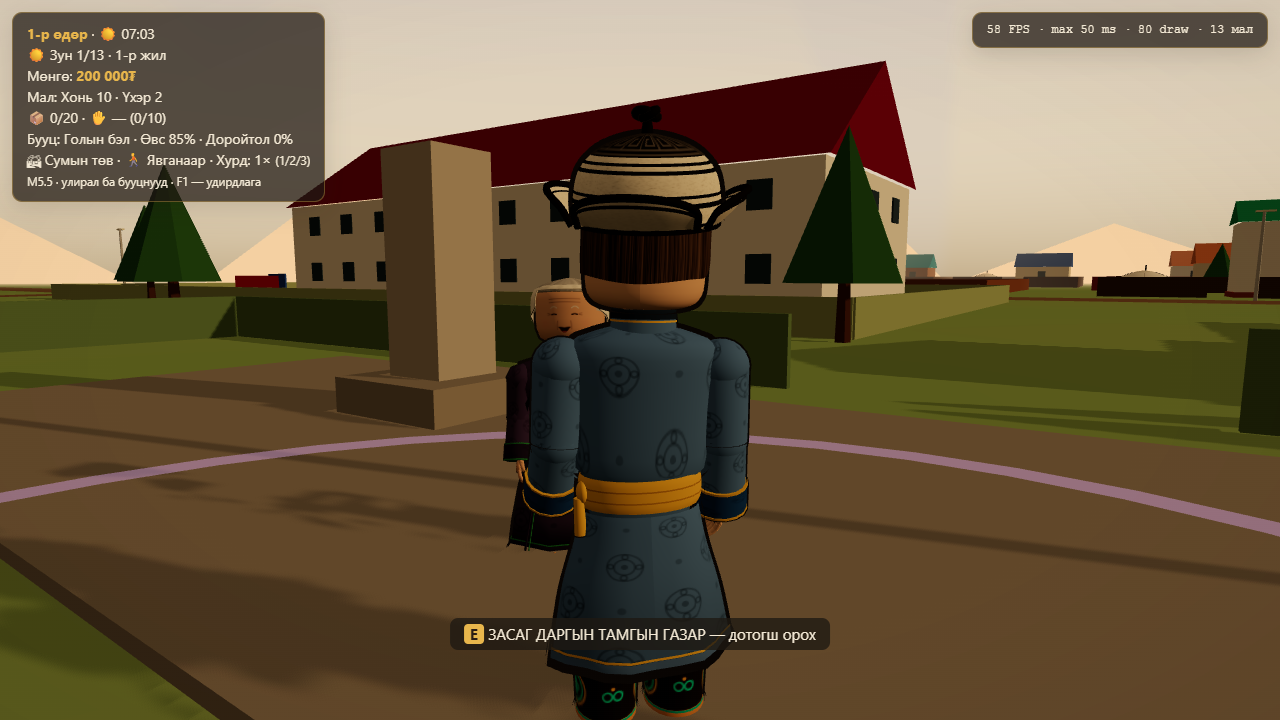 1-р өдөр · 07:03
Зун 1/13 · 1-р жил
Мөнгө: 200 000₮
Мал: Хонь 10 · Үхэр 2
0/20 · — (0/10)
Бууц: Голын бэл · Өвс 85% · Доройтол 0%
Сумын төв · Явганаар · Хурд: 1× (1/2/3)
M5.5 · улирал ба бууцнууд · F1 — удирдлага
58 FPS · max 50 ms · 80 draw · 13 мал
E ЗАСАГ ДАРГЫН ТАМГЫН ГАЗАР — дотогш орох